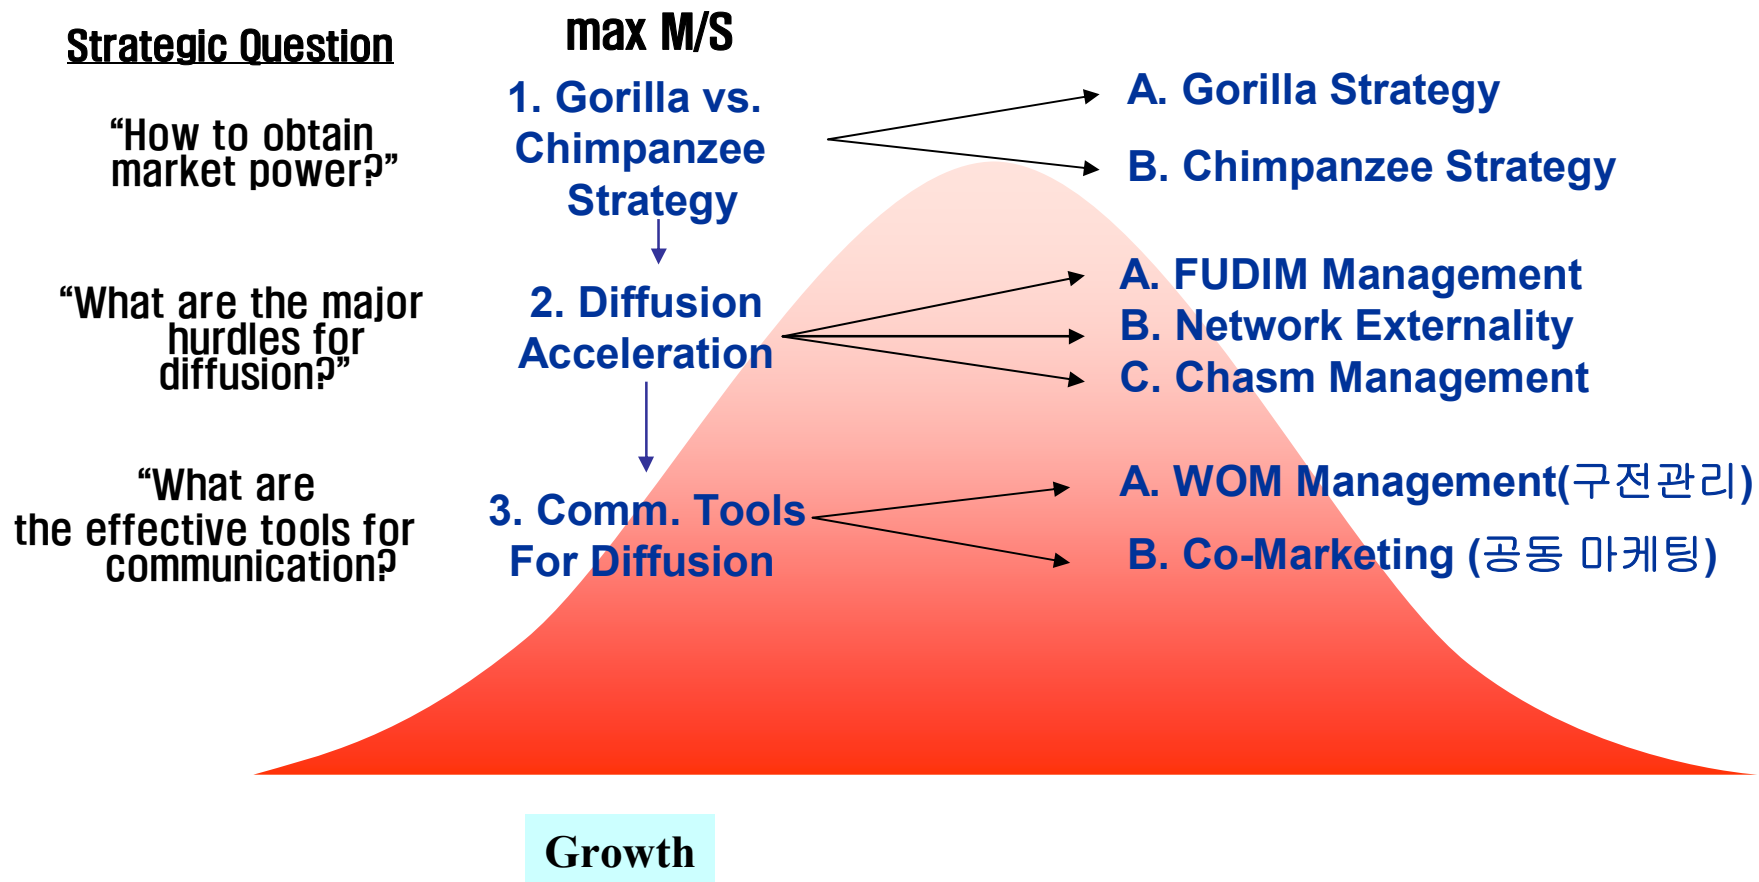 Strategic Question
max M/S
“How to obtain
market power?”
1. Gorilla vs.
Chimpanzee
Strategy
A. Gorilla Strategy
B. Chimpanzee Strategy
“What are the major
hurdles for
diffusion?”
2. Diffusion
Acceleration
A. FUDIM Management
B. Network Externality
C. Chasm Management
“What are
the effective tools for
communication?
3. Comm. Tools
For Diffusion
A. WOM Management(구전관리)
B. Co-Marketing (공동 마케팅)
Growth